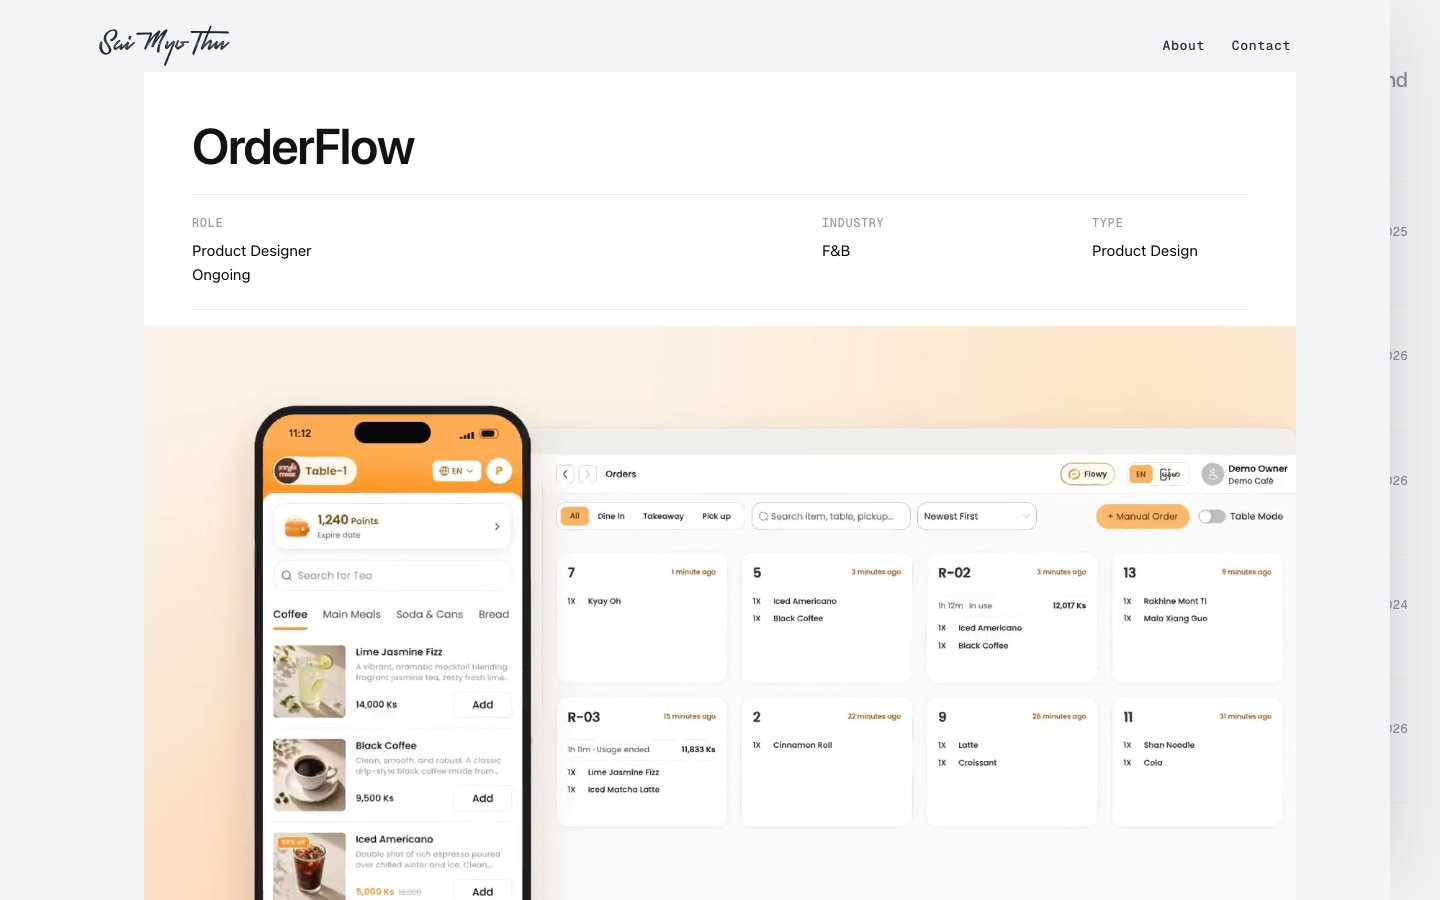 Sai Myo Thu
About
Contact
nd
OrderFlow
ROLE
INDUSTRY
TYPE
Product Designer
F&B
Product Design
Ongoing
025
026
026
024
026
11:12
Table-1
EN
P
1,240 Points
Expire date
Search for Tea
Coffee
Main Meals
Soda & Cans
Bread
Lime Jasmine Fizz
A vibrant, aromatic mocktail blending
fragrant jasmine tea, zesty fresh lime..
14,000 Ks
Add
Black Coffee
Clean, smooth, and robust. A classic
drip-style black coffee made from...
9,500 Ks
Add
Iced Americano
Double shot of rich espresso poured
over chilled water and ice. Clean,...
5,000 Ks
Add
Orders
Flowy
EN
မြန်မာ
Demo Owner
Demo Café
All
Dine In
Takeaway
Pick up
Search item, table, pickup...
Newest First
+ Manual Order
Table Mode
7
1 minute ago
1X Kyay Oh
5
3 minutes ago
1X Iced Americano
1X Black Coffee
R-02
3 minutes ago
1h 12m · In use
12,017 Ks
1X Iced Americano
1X Black Coffee
13
9 minutes ago
1X Rakhine Mont Ti
1X Mala Xiang Guo
R-03
15 minutes ago
1h 11m · Usage ended
11,833 Ks
1X Lime Jasmine Fizz
1X Iced Matcha Latte
2
22 minutes ago
1X Cinnamon Roll
9
28 minutes ago
1X Latte
1X Croissant
11
31 minutes ago
1X Shan Noodle
1X Cola